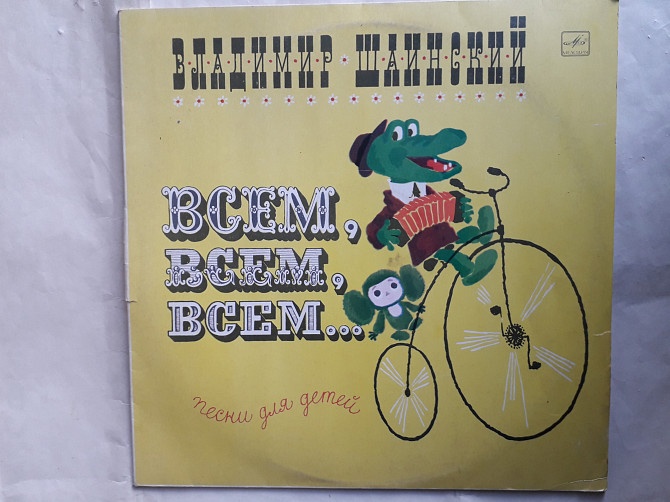 ВЛАДИМИР ШАИНСКИЙ
ВСЕМ,
ВСЕМ,
ВСЕМ...
песни для детей